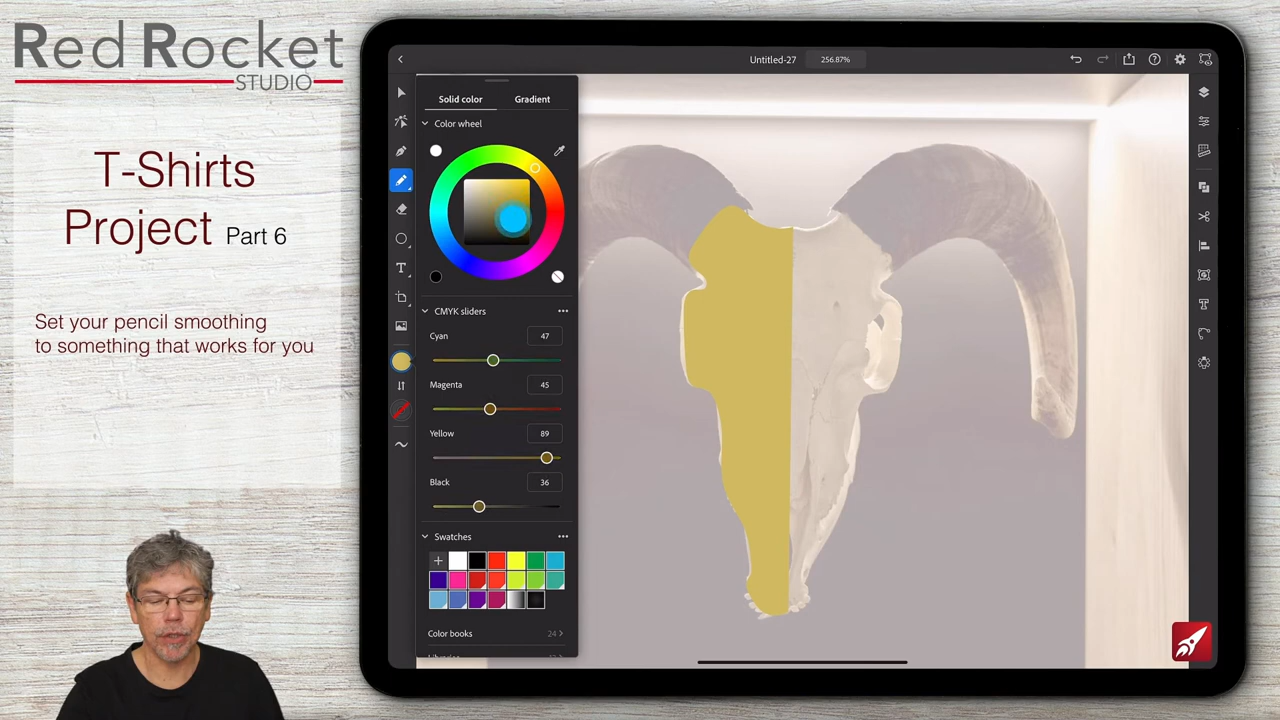 Red Rocket
STUDIO
T-Shirts
Project Part 6
Set your pencil smoothing
to something that works for you
Untitled-27 256.87%
Solid color Gradient
Color wheel
CMYK sliders
Cyan 47
Magenta 45
Yellow 89
Black 36
Swatches
Color books 24